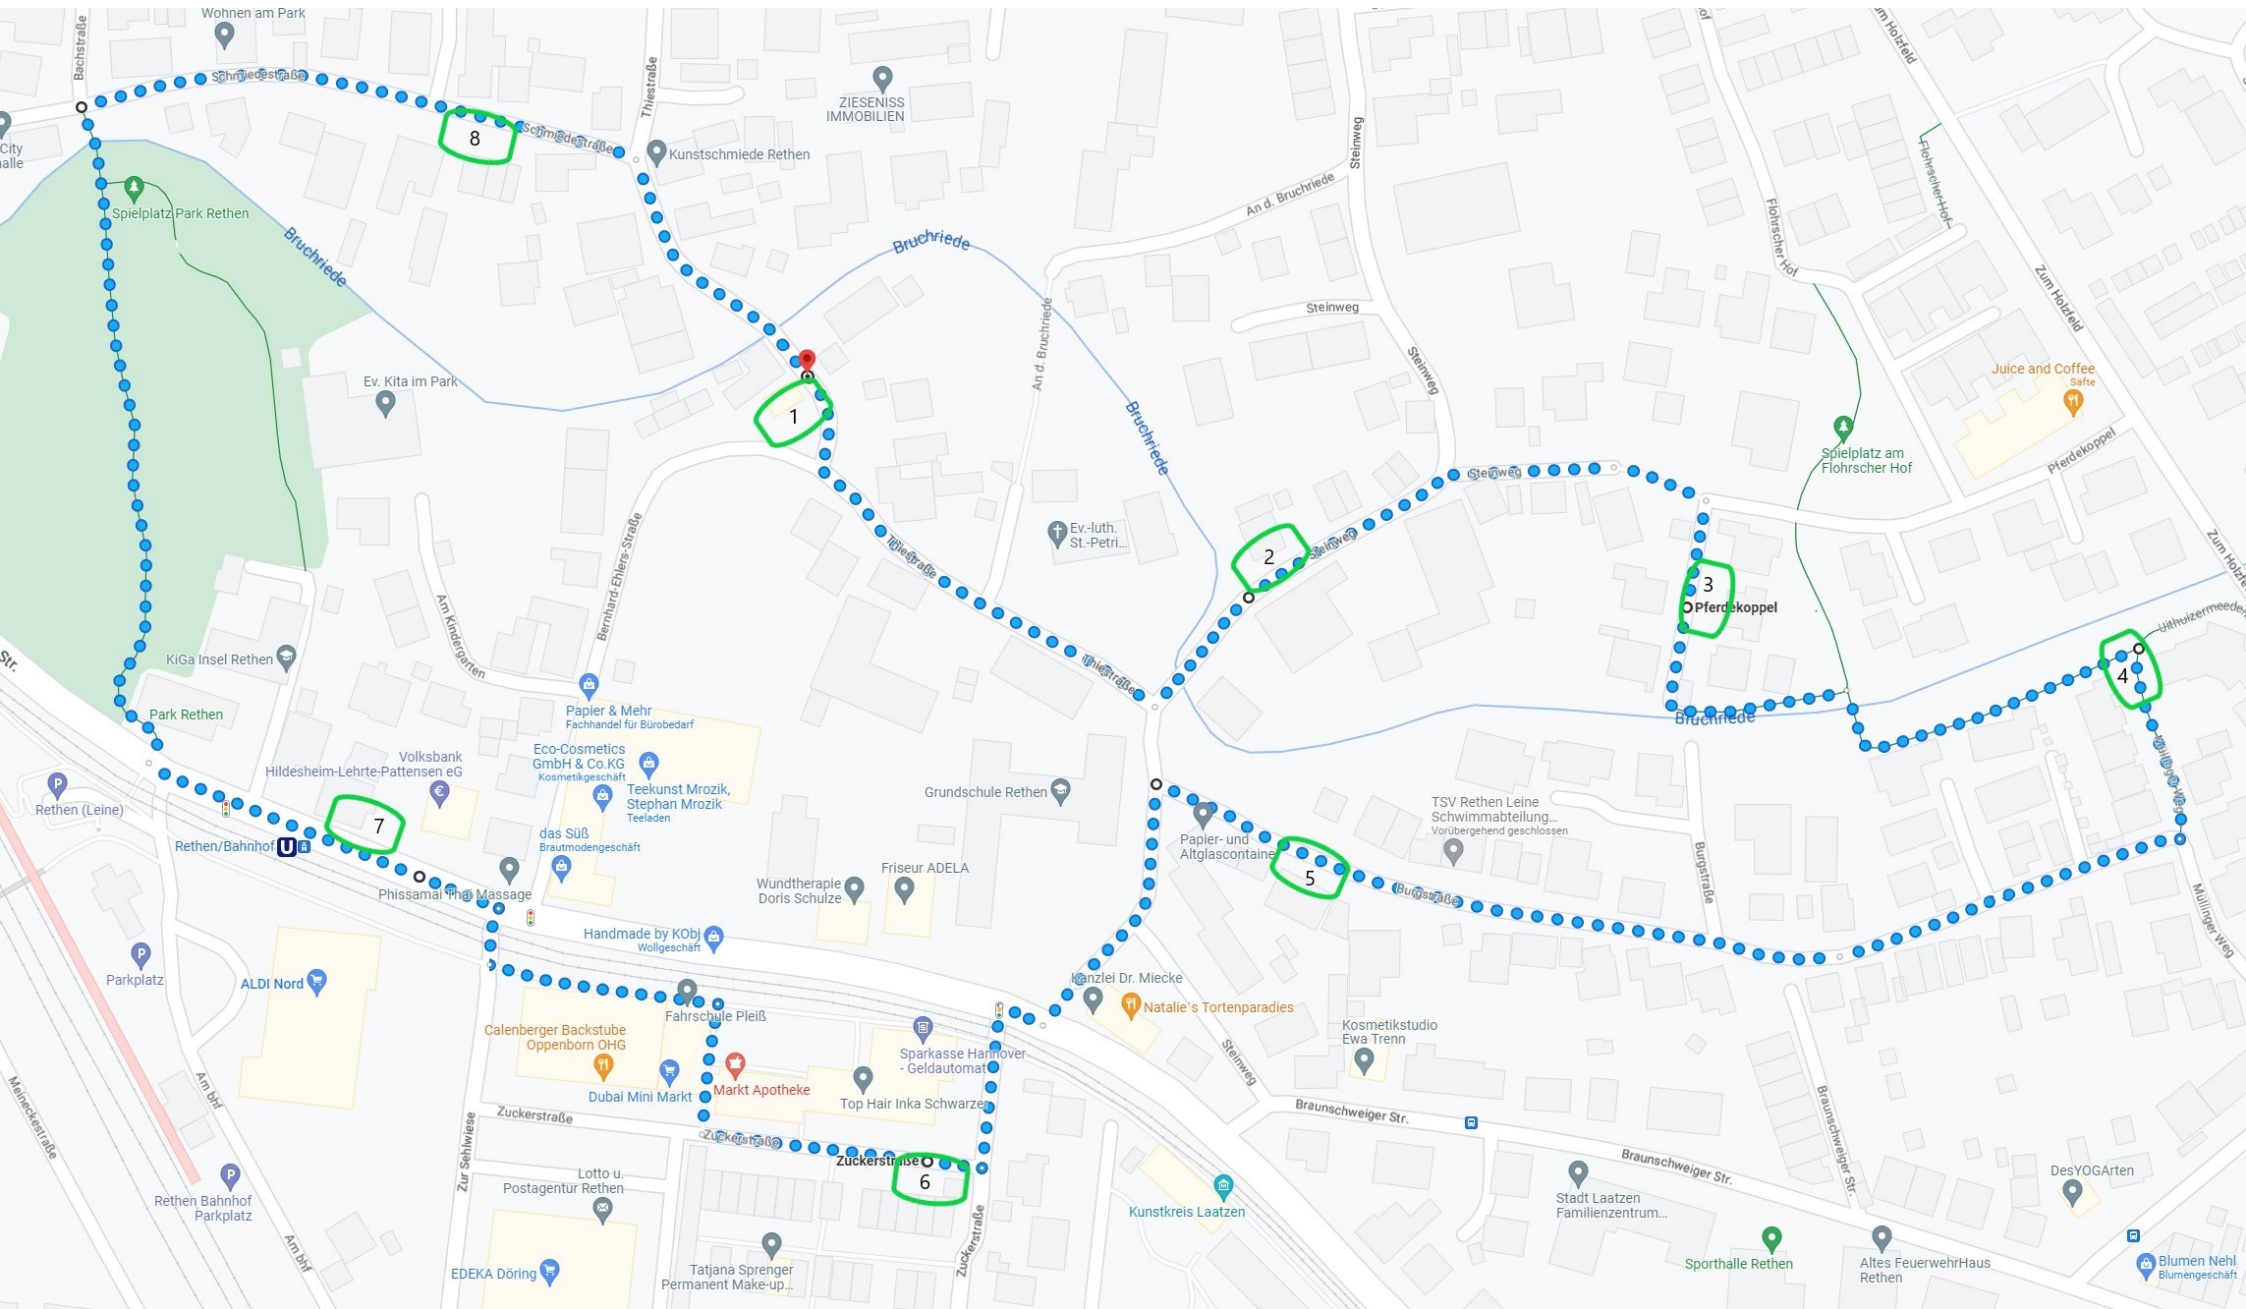 Wohnen am Park
Bachstraße
Schmiedestraße
Thiestraße
ZIESENISS
IMMOBILIEN
8
Schmiedestraße
Kunstschmiede Rethen
City
Steinweg
An d. Bruchriede
Zum Holzfeld
Flohrscher Hof
Flohrscher Hof
Zum Holzfeld
Spielplatz Park Rethen
Bruchriede
Bruchriede
Steinweg
An d. Bruchriede
Steinweg
Ev. Kita im Park
1
Juice and Coffee
Säfte
Bruchriede
Spielplatz am
Flohrscher Hof
Pferdekoppel
Steinweg
Ev.-luth.
St.-Petri...
2
Steinweg
Thiestraße
Bernhard-Ehlers-Straße
Am Kindergarten
3
Pferdekoppel
Zum Holzfe
Uithuizermeeder
4
KiGa Insel Rethen
Str.
Thiestraße
Park Rethen
Papier & Mehr
Fachhandel für Bürobedarf
Bruchriede
Müllinger Weg
Volksbank
Hildesheim-Lehrte-Pattensen eG
Eco-Cosmetics
GmbH & Co.KG
Kosmetikgeschäft
Teekunst Mrozik,
Stephan Mrozik
Teeladen
Rethen (Leine)
7
Grundschule Rethen
Papier- und
Altglascontainer
TSV Rethen Leine
Schwimmabteilung...
Vorübergehend geschlossen
Rethen/Bahnhof
U
das Süß
Brautmodengeschäft
5
Burgstraße
Burgstraße
Phissamai Thai Massage
Wundtherapie
Doris Schulze
Friseur ADELA
Müllinger Weg
Handmade by KObj
Wollgeschäft
Parkplatz
ALDI Nord
Kanzlei Dr. Miecke
Natalie´s Tortenparadies
Fahrschule Pleiß
Calenberger Backstube
Oppenborn OHG
Sparkasse Hannover
- Geldautomat
Kosmetikstudio
Ewa Trenn
Steinweg
Dubai Mini Markt
Markt Apotheke
Top Hair Inka Schwarzer
Meineckestraße
Am bhf
Zuckerstraße
Zuckerstraße
Zuckerstraße
6
Braunschweiger Str.
Braunschweiger Str.
Braunschweiger Str.
Zur Sehlwiese
Lotto u.
Postagentur Rethen
Rethen Bahnhof
Parkplatz
Am bhf
Kunstkreis Laatzen
Stadt Laatzen
Familienzentrum...
DesYOGArten
Zuckerstraße
EDEKA Döring
Tatjana Sprenger
Permanent Make-up...
Sporthalle Rethen
Altes FeuerwehrHaus
Rethen
Blumen Nehl
Blumengeschäft